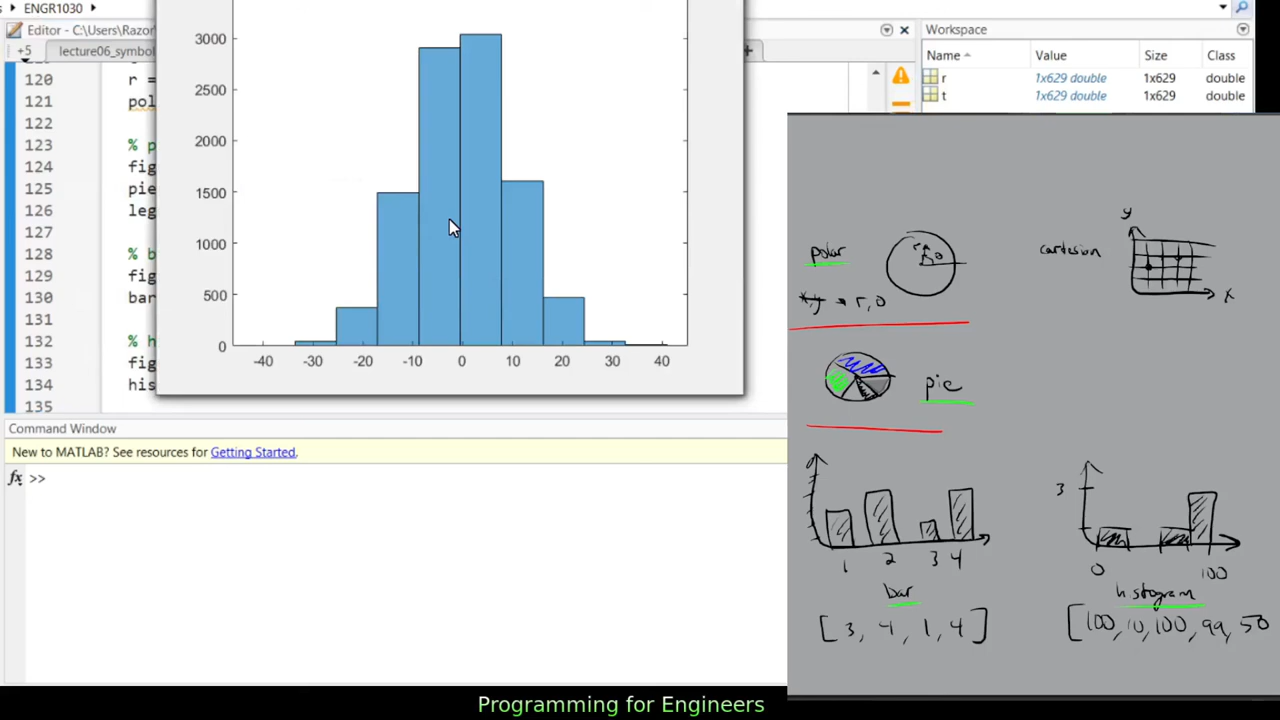 ENGR1030
Editor - C:\Users\Razor
+5 lecture06_symbol
120 r =
121 pol
122
123 % p
124 fig
125 pie
126 leg
127
128 % b
129 fig
130 bar
131
132 % h
133 fig
134 his
135
3000
2500
2000
1500
1000
500
0
-40 -30 -20 -10 0 10 20 30 40
Workspace
Name Value Size Class
r 1x629 double 1x629 double
t 1x629 double 1x629 double
Command Window
New to MATLAB? See resources for Getting Started.
fx >>
polar
r θ
x,y → r, θ
cartesian
y
x
pie
1 2 3 4
bar
[3, 4, 1, 4]
3
0 100
histogram
[100, 10, 100, 99, 50
Programming for Engineers